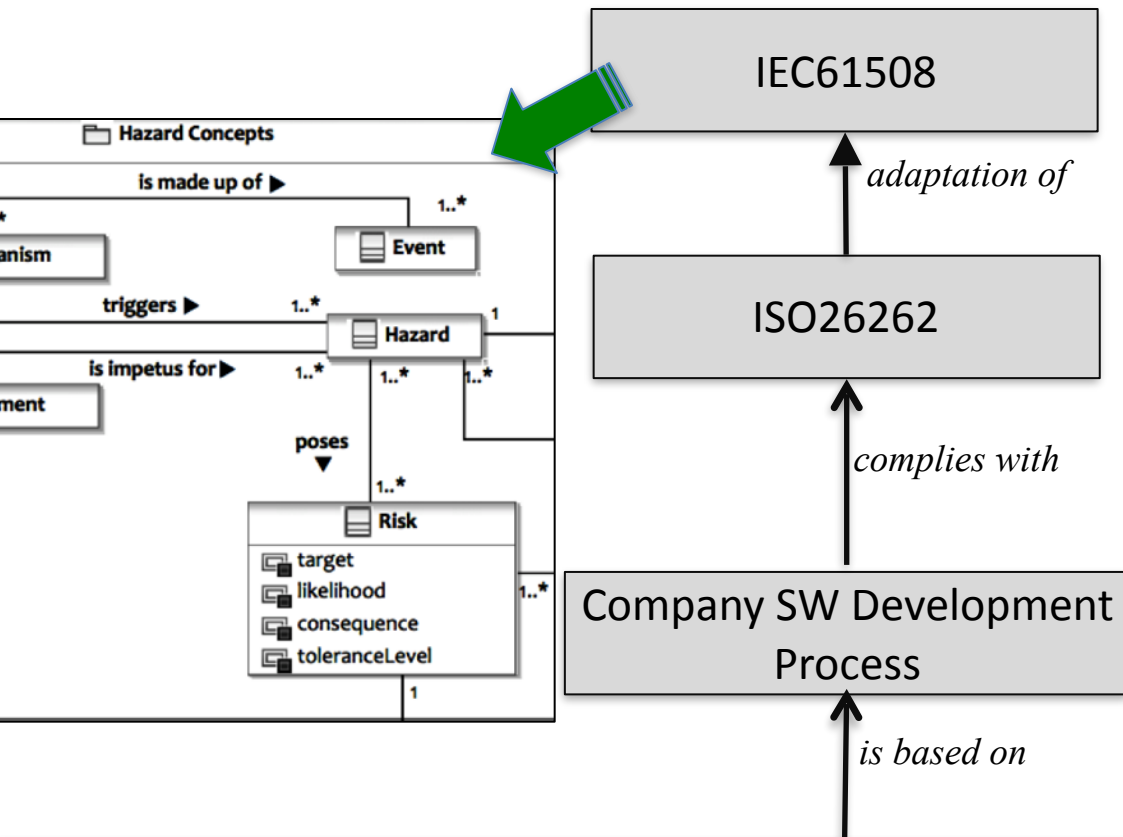 IEC61508
adaptation of
ISO26262
complies with
Company SW Development
Process
is based on
Hazard Concepts
is made up of
1..*
*
anism
Event
triggers
1..*
Hazard
1
is impetus for
1..*
1..*
1..*
ment
poses
1..*
Risk
target
likelihood
consequence
toleranceLevel
1..*
1